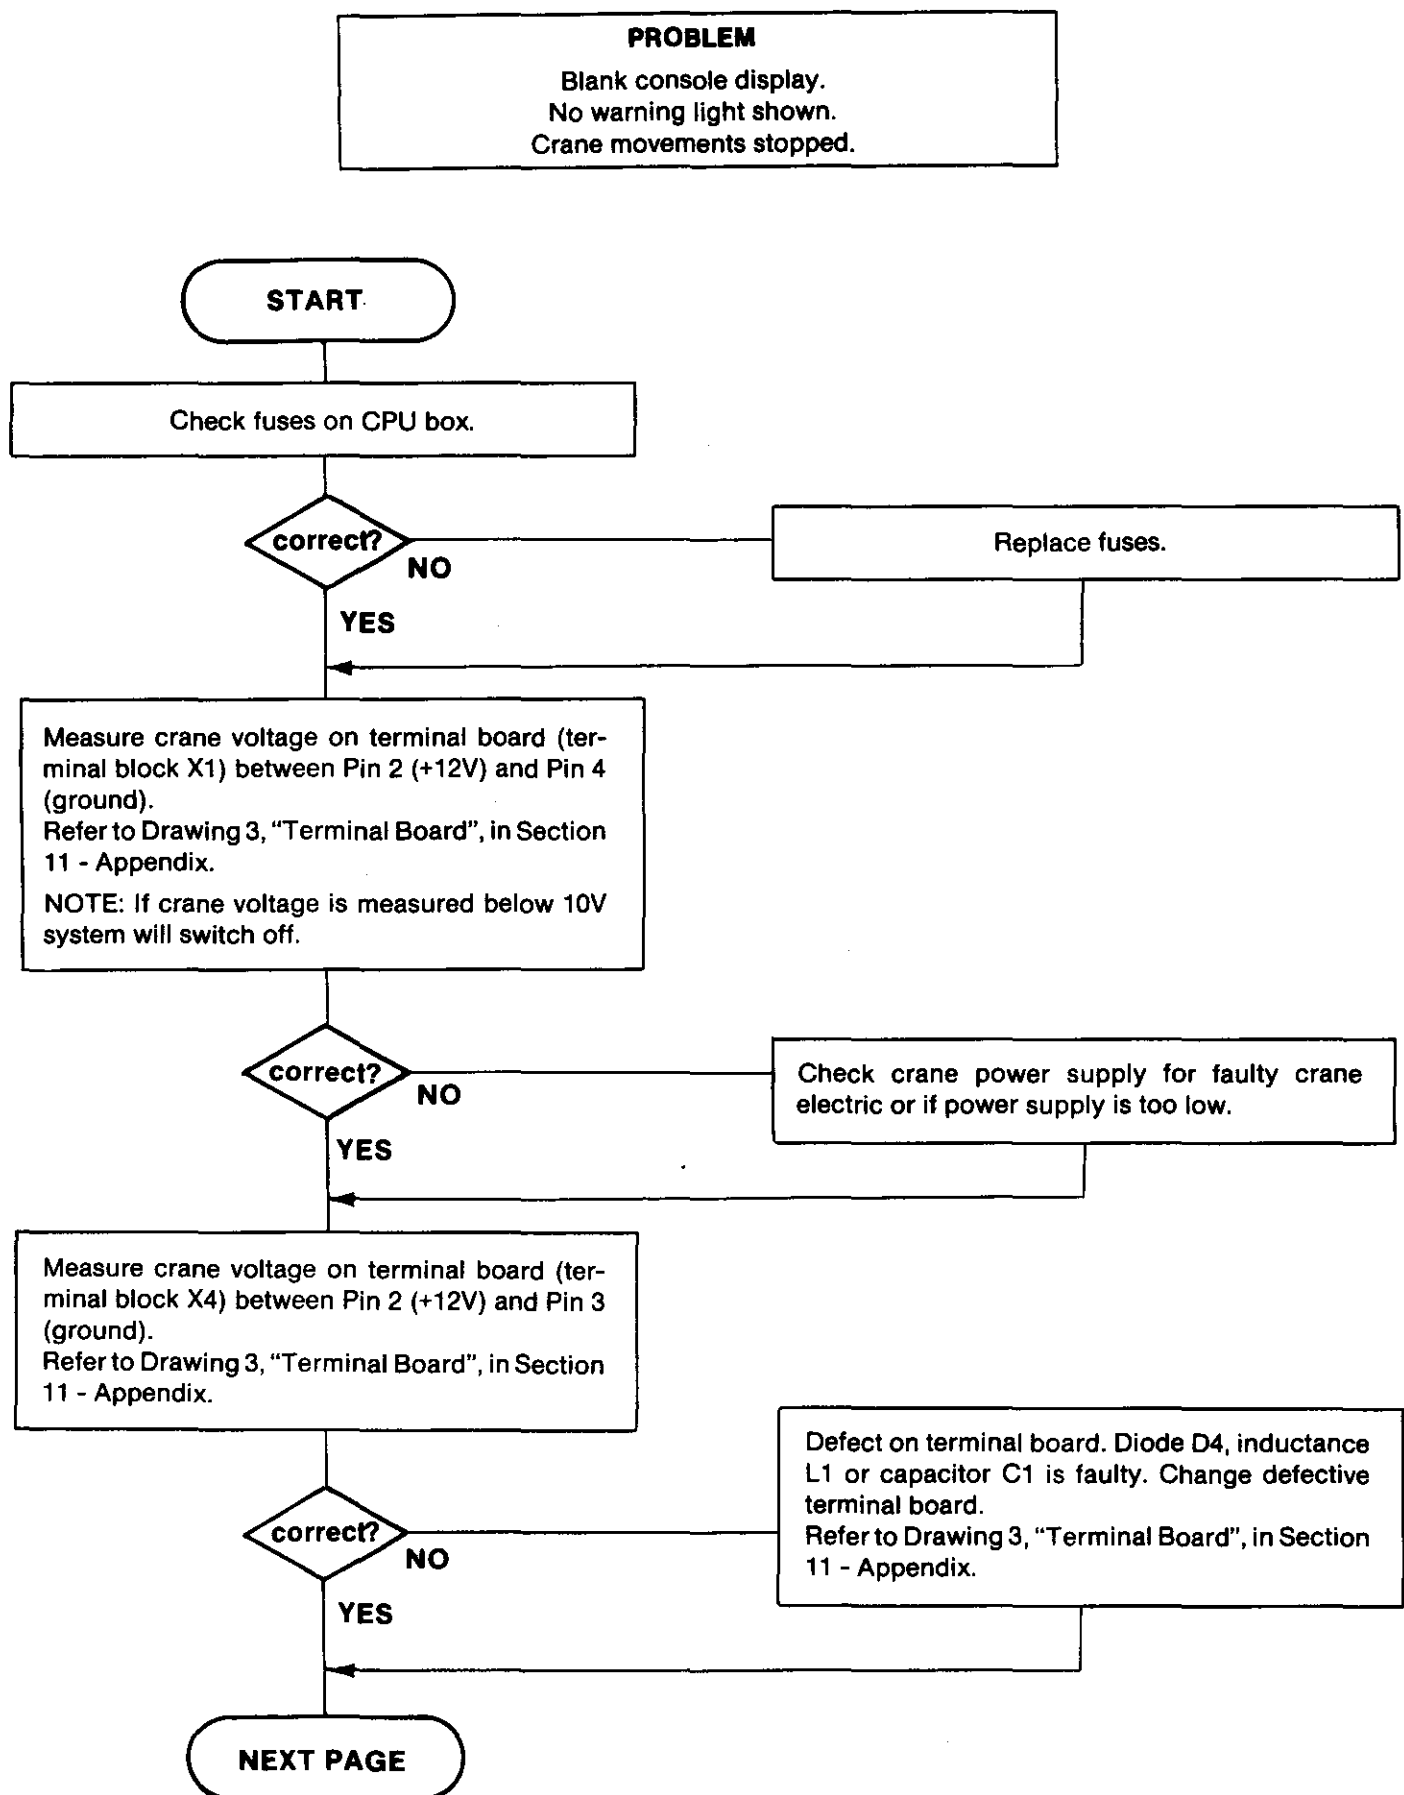 PROBLEM
Blank console display.
No warning light shown.
Crane movements stopped.
START
Check fuses on CPU box.
correct?
NO
Replace fuses.
YES
Measure crane voltage on terminal board (ter-
minal block X1) between Pin 2 (+12V) and Pin 4
(ground).
Refer to Drawing 3, “Terminal Board”, in Section
11 - Appendix.
NOTE: If crane voltage is measured below 10V
system will switch off.
correct?
NO
Check crane power supply for faulty crane
electric or if power supply is too low.
YES
Measure crane voltage on terminal board (ter-
minal block X4) between Pin 2 (+12V) and Pin 3
(ground).
Refer to Drawing 3, “Terminal Board”, in Section
11 - Appendix.
correct?
NO
Defect on terminal board. Diode D4, inductance
L1 or capacitor C1 is faulty. Change defective
terminal board.
Refer to Drawing 3, “Terminal Board”, in Section
11 - Appendix.
YES
NEXT PAGE